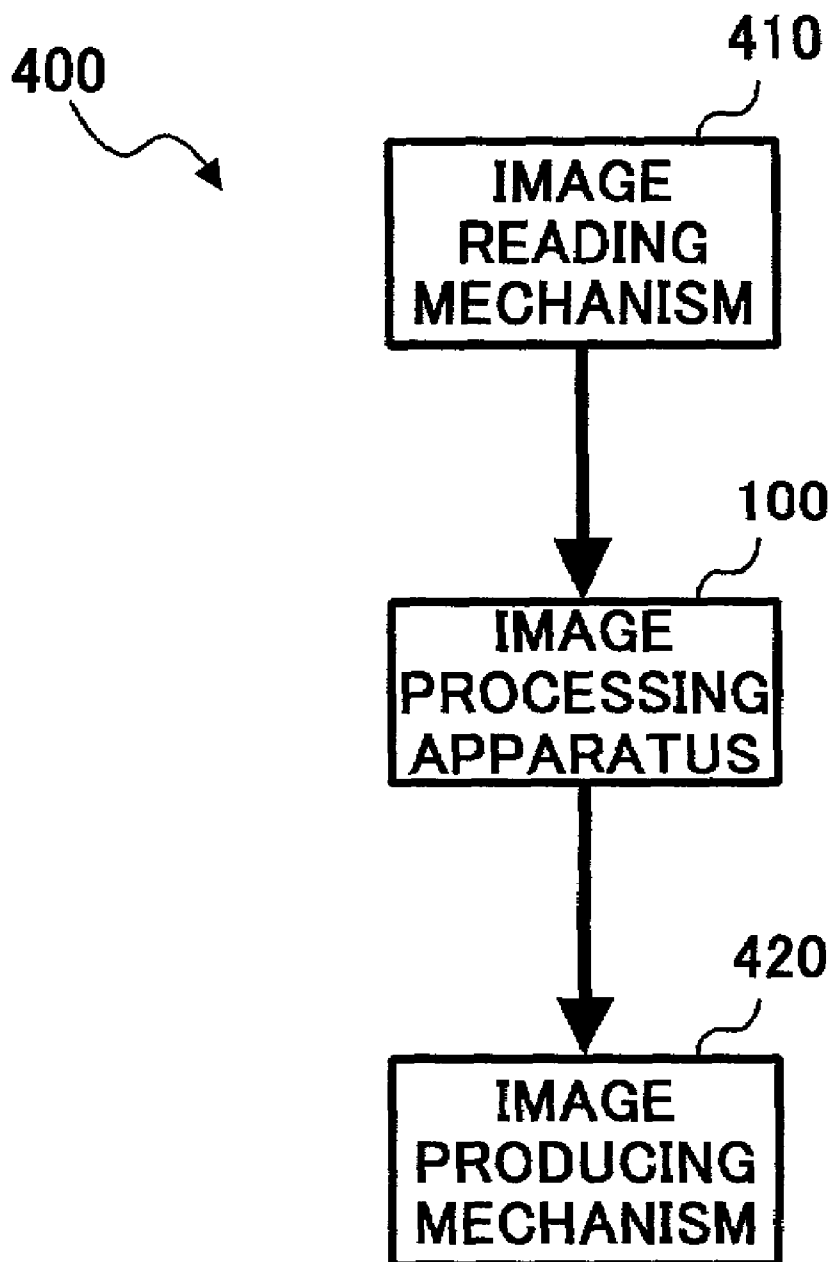 400
410
IMAGE
READING
MECHANISM
100
IMAGE
PROCESSING
APPARATUS
420
IMAGE
PRODUCING
MECHANISM